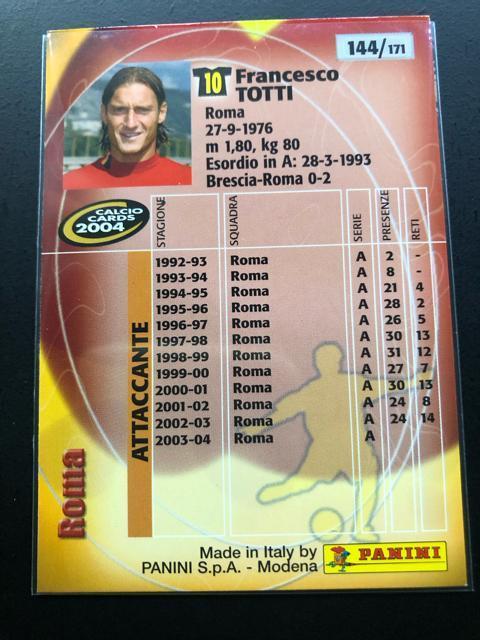 144/171
10 Francesco
TOTTI
Roma
27-9-1976
m 1,80, kg 80
Esordio in A: 28-3-1993
Brescia-Roma 0-2
CALCIO
CARDS
2004
STAGIONE SQUADRA SERIE PRESENZE RETI
1992-93 Roma A 2 -
1993-94 Roma A 8 -
1994-95 Roma A 21 4
1995-96 Roma A 28 2
1996-97 Roma A 26 5
1997-98 Roma A 30 13
1998-99 Roma A 31 12
1999-00 Roma A 27 7
2000-01 Roma A 30 13
2001-02 Roma A 24 8
2002-03 Roma A 24 14
2003-04 Roma A
ATTACCANTE
Roma
Made in Italy by
PANINI S.p.A. - Modena
PANINI